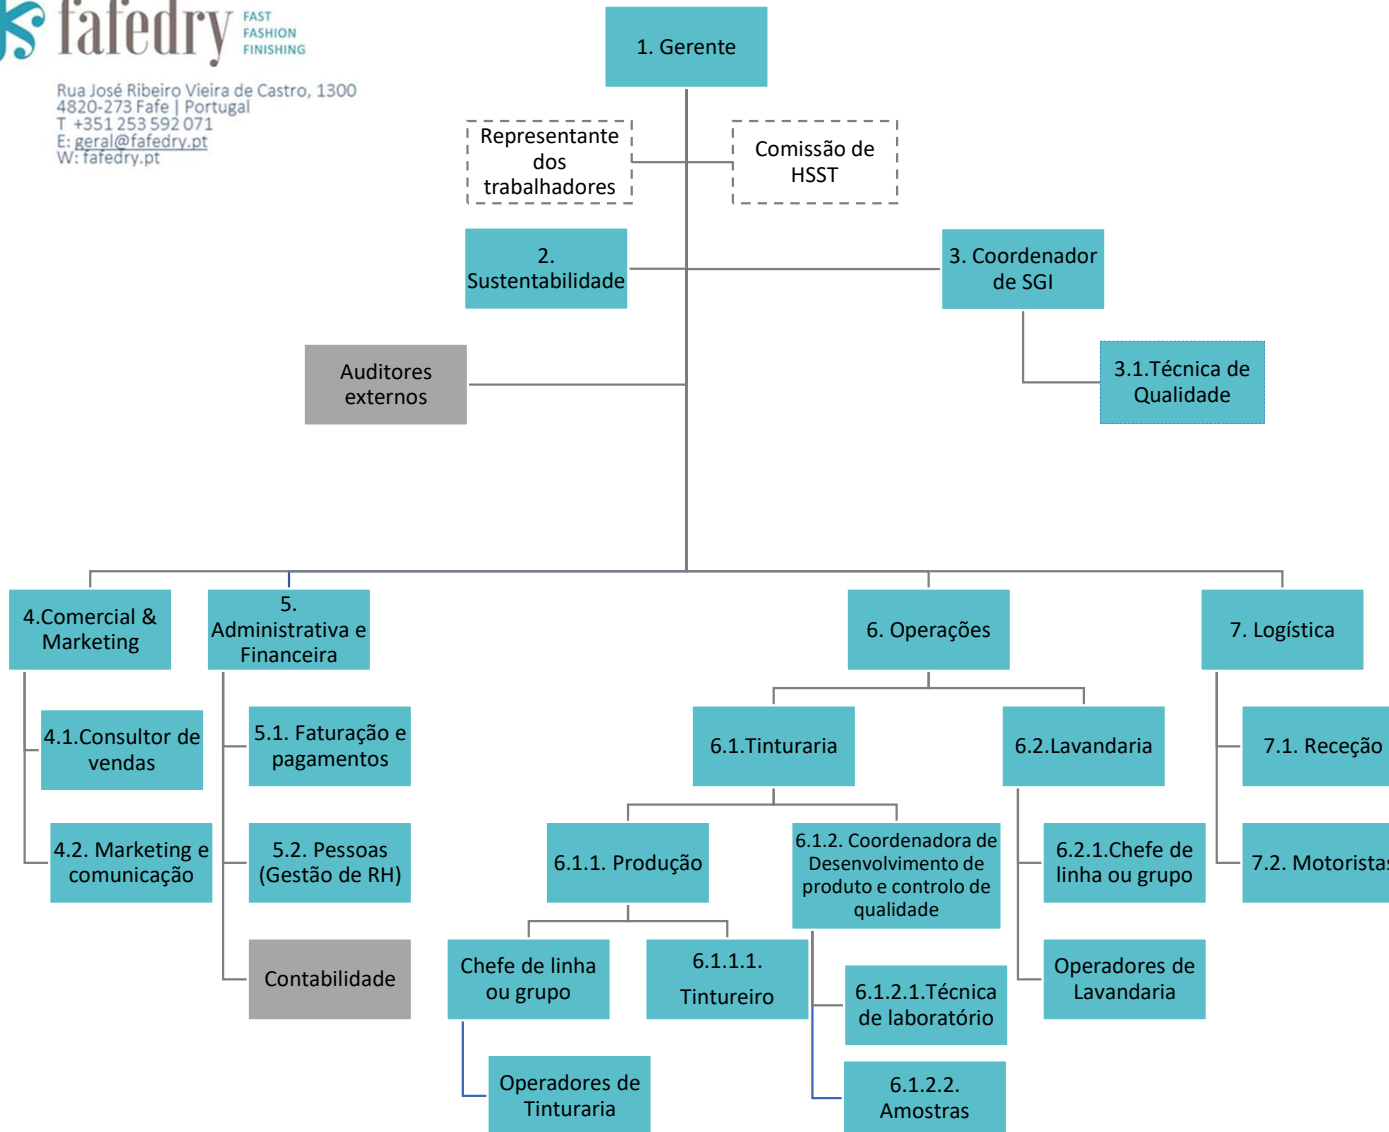 fafedry
FAST
FASHION
FINISHING
Rua José Ribeiro Vieira de Castro, 1300
4820-273 Fafe | Portugal
T +351 253 592 071
E: geral@fafedry.pt
W: fafedry.pt
1. Gerente
Representante
dos
trabalhadores
Comissão de
HSST
2.
Sustentabilidade
3. Coordenador
de SGI
Auditores
externos
3.1.Técnica de
Qualidade
4.Comercial &
Marketing
5.
Administrativa e
Financeira
6. Operações
7. Logística
4.1.Consultor de
vendas
5.1. Faturação e
pagamentos
6.1.Tinturaria
6.2.Lavandaria
7.1. Receção
4.2. Marketing e
comunicação
5.2. Pessoas
(Gestão de RH)
6.1.1. Produção
6.1.2. Coordenadora de
Desenvolvimento de
produto e controlo de
qualidade
6.2.1.Chefe de
linha ou grupo
7.2. Motoristas
Contabilidade
Chefe de linha
ou grupo
6.1.1.1.
Tintureiro
6.1.2.1.Técnica
de laboratório
Operadores de
Lavandaria
Operadores de
Tinturaria
6.1.2.2.
Amostras